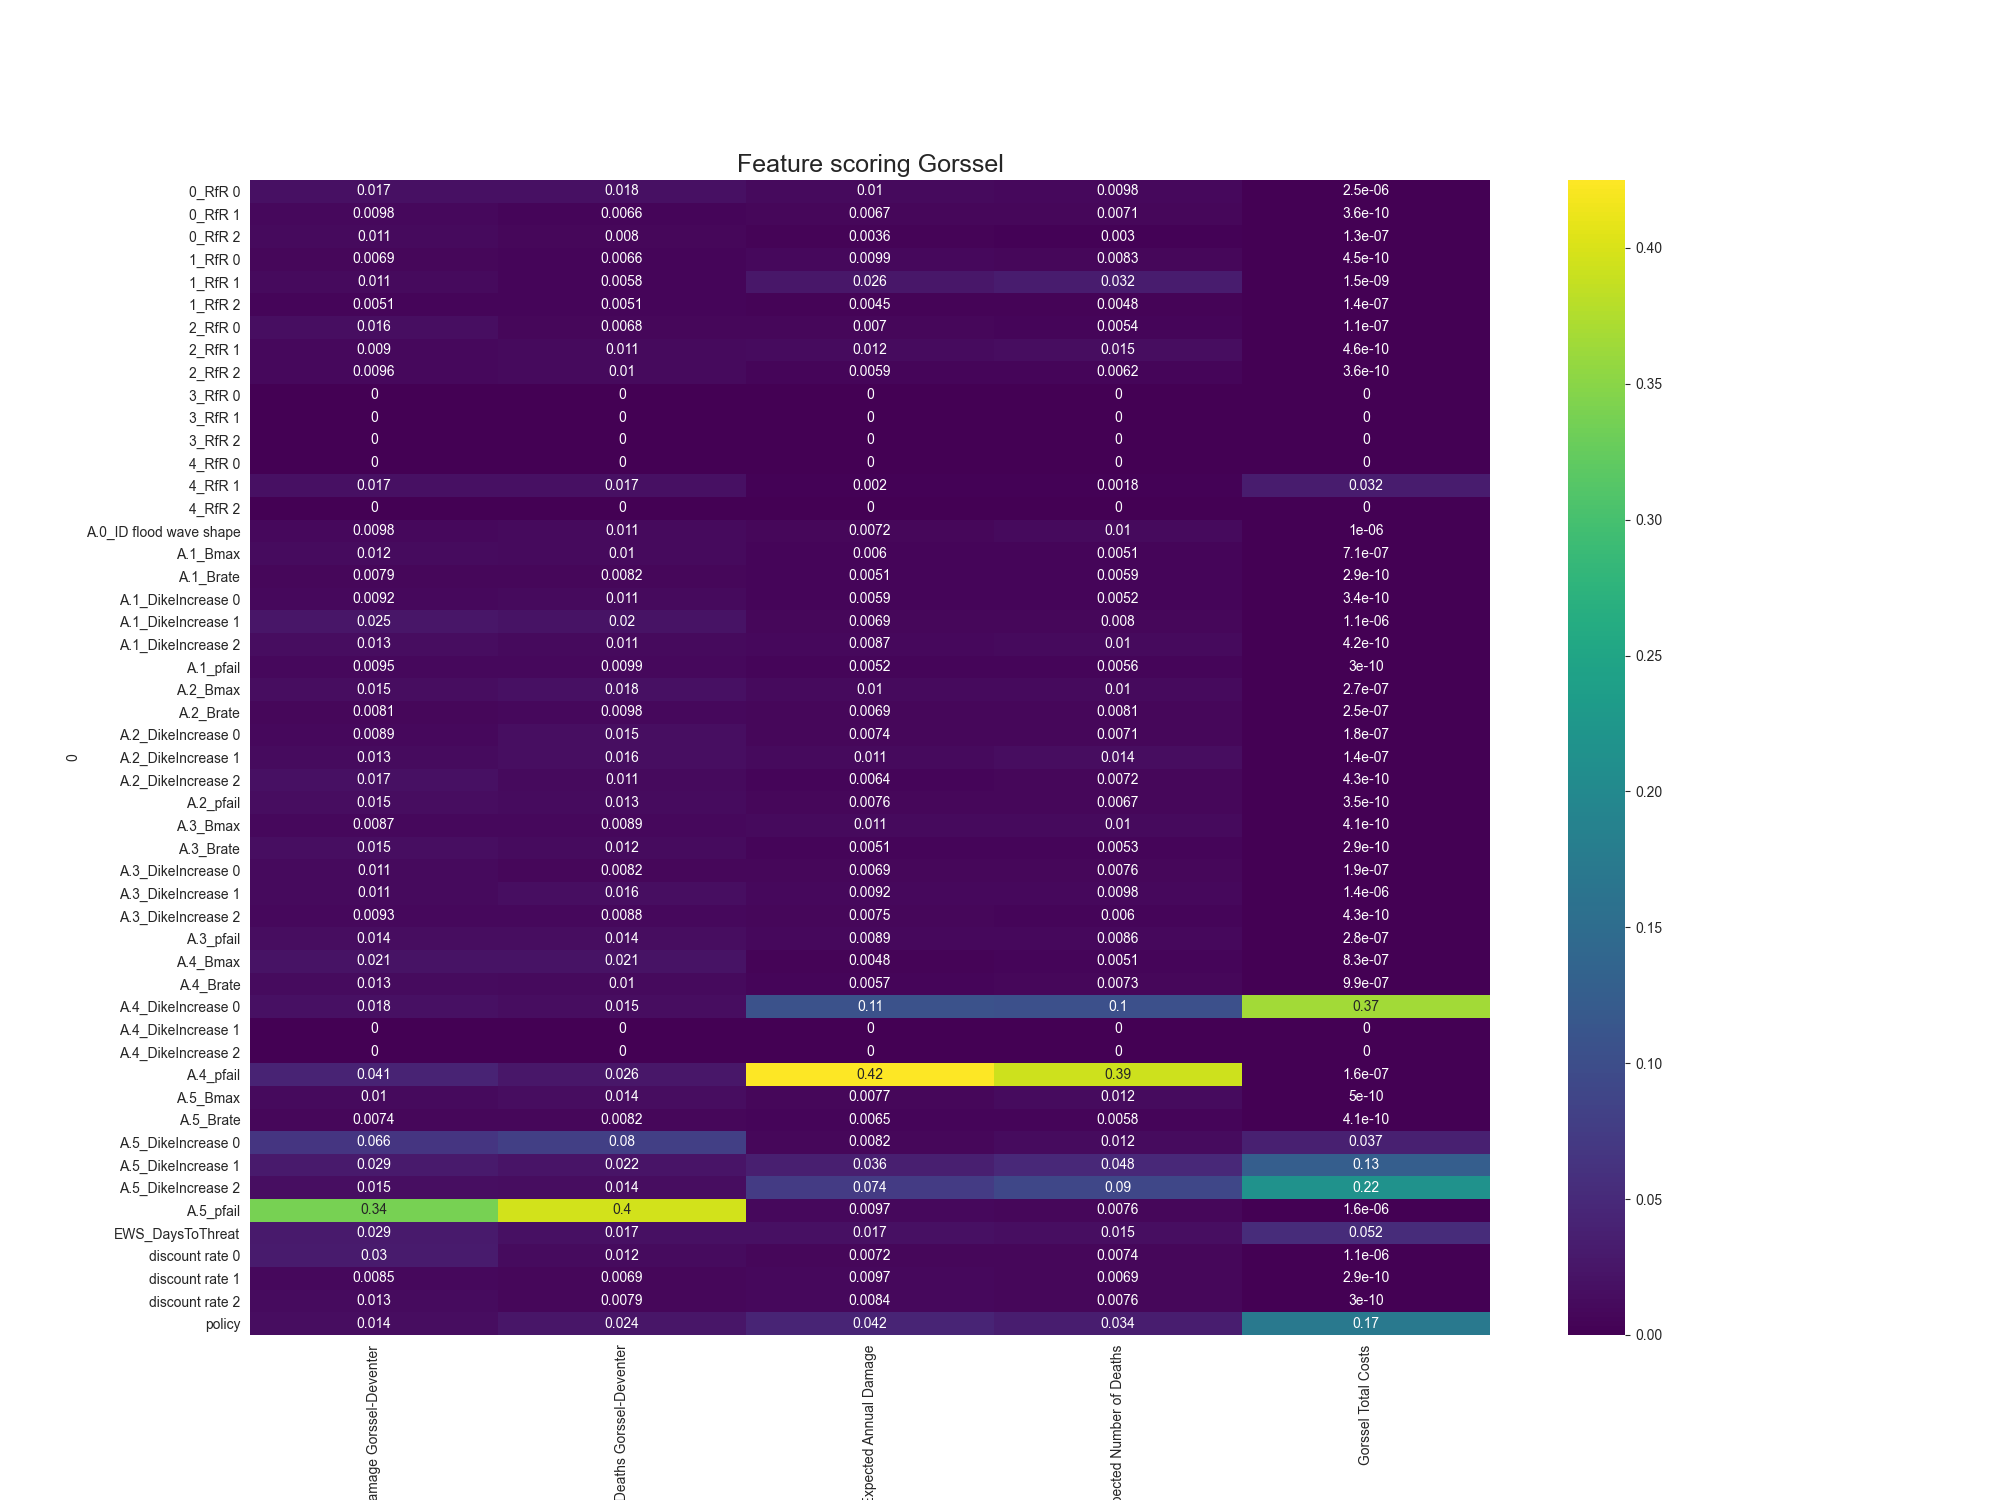 Feature scoring Gorssel
0_RfR 0 0.017 0.018 0.01 0.0098 2.5e-06
0_RfR 1 0.0098 0.0066 0.0067 0.0071 3.6e-10
0_RfR 2 0.011 0.008 0.0036 0.003 1.3e-07
1_RfR 0 0.0069 0.0066 0.0099 0.0083 4.5e-10
1_RfR 1 0.011 0.0058 0.026 0.032 1.5e-09
1_RfR 2 0.0051 0.0051 0.0045 0.0048 1.4e-07
2_RfR 0 0.016 0.0068 0.007 0.0054 1.1e-07
2_RfR 1 0.009 0.011 0.012 0.015 4.6e-10
2_RfR 2 0.0096 0.01 0.0059 0.0062 3.6e-10
3_RfR 0 0 0 0 0 0
3_RfR 1 0 0 0 0 0
3_RfR 2 0 0 0 0 0
4_RfR 0 0 0 0 0 0
4_RfR 1 0.017 0.017 0.002 0.0018 0.032
4_RfR 2 0 0 0 0 0
A.0_ID flood wave shape 0.0098 0.011 0.0072 0.01 1e-06
A.1_Bmax 0.012 0.01 0.006 0.0051 7.1e-07
A.1_Brate 0.0079 0.0082 0.0051 0.0059 2.9e-10
A.1_DikeIncrease 0 0.0092 0.011 0.0059 0.0052 3.4e-10
A.1_DikeIncrease 1 0.025 0.02 0.0069 0.008 1.1e-06
A.1_DikeIncrease 2 0.013 0.011 0.0087 0.01 4.2e-10
A.1_pfail 0.0095 0.0099 0.0052 0.0056 3e-10
A.2_Bmax 0.015 0.018 0.01 0.01 2.7e-07
A.2_Brate 0.0081 0.0098 0.0069 0.0081 2.5e-07
A.2_DikeIncrease 0 0.0089 0.015 0.0074 0.0071 1.8e-07
A.2_DikeIncrease 1 0.013 0.016 0.011 0.014 1.4e-07
A.2_DikeIncrease 2 0.017 0.011 0.0064 0.0072 4.3e-10
A.2_pfail 0.015 0.013 0.0076 0.0067 3.5e-10
A.3_Bmax 0.0087 0.0089 0.011 0.01 4.1e-10
A.3_Brate 0.015 0.012 0.0051 0.0053 2.9e-10
A.3_DikeIncrease 0 0.011 0.0082 0.0069 0.0076 1.9e-07
A.3_DikeIncrease 1 0.011 0.016 0.0092 0.0098 1.4e-06
A.3_DikeIncrease 2 0.0093 0.0088 0.0075 0.006 4.3e-10
A.3_pfail 0.014 0.014 0.0089 0.0086 2.8e-07
A.4_Bmax 0.021 0.021 0.0048 0.0051 8.3e-07
A.4_Brate 0.013 0.01 0.0057 0.0073 9.9e-07
A.4_DikeIncrease 0 0.018 0.015 0.11 0.1 0.37
A.4_DikeIncrease 1 0 0 0 0 0
A.4_DikeIncrease 2 0 0 0 0 0
A.4_pfail 0.041 0.026 0.42 0.39 1.6e-07
A.5_Bmax 0.01 0.014 0.0077 0.012 5e-10
A.5_Brate 0.0074 0.0082 0.0065 0.0058 4.1e-10
A.5_DikeIncrease 0 0.066 0.08 0.0082 0.012 0.037
A.5_DikeIncrease 1 0.029 0.022 0.036 0.048 0.13
A.5_DikeIncrease 2 0.015 0.014 0.074 0.09 0.22
A.5_pfail 0.34 0.4 0.0097 0.0076 1.6e-06
EWS_DaysToThreat 0.029 0.017 0.017 0.015 0.052
discount rate 0 0.03 0.012 0.0072 0.0074 1.1e-06
discount rate 1 0.0085 0.0069 0.0097 0.0069 2.9e-10
discount rate 2 0.013 0.0079 0.0084 0.0076 3e-10
policy 0.014 0.024 0.042 0.034 0.17
0
amage Gorssel-Deventer
Deaths Gorssel-Deventer
Expected Annual Damage
pected Number of Deaths
Gorssel Total Costs
0.40
0.35
0.30
0.25
0.20
0.15
0.10
0.05
0.00